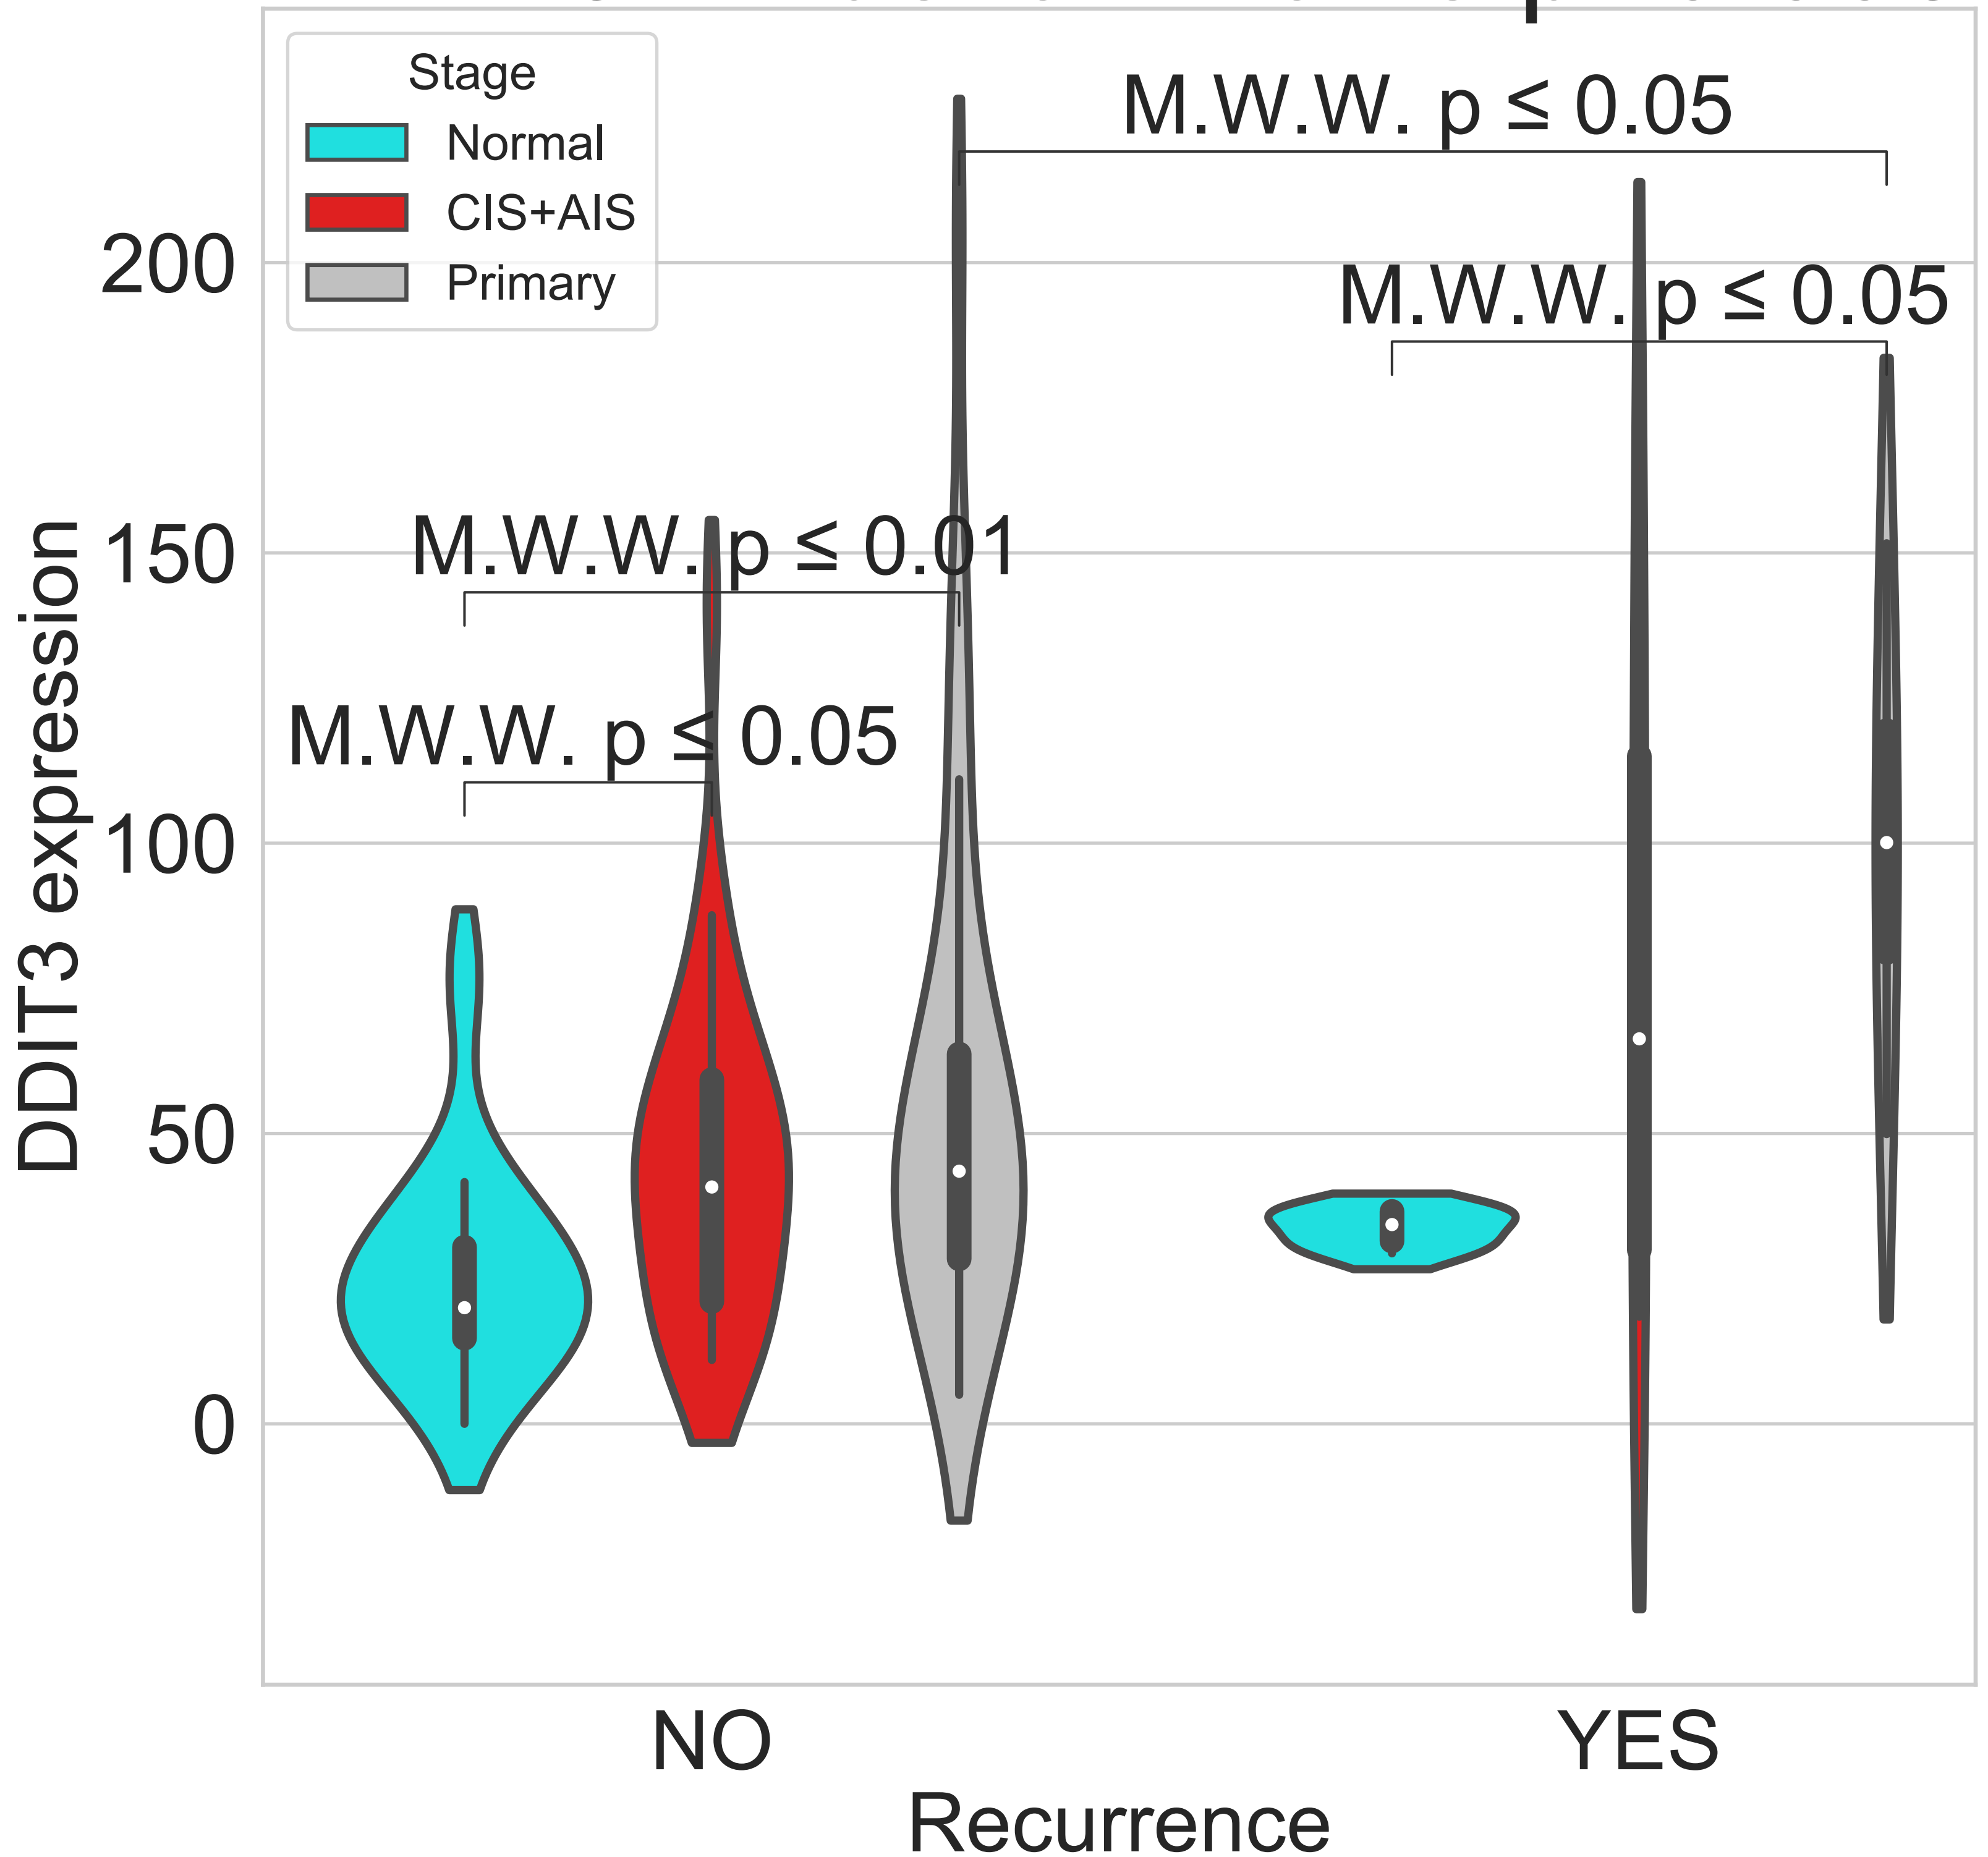 Stage
Normal
CIS+AIS
Primary
M.W.W. p ≤ 0.05
M.W.W. p ≤ 0.05
M.W.W. p ≤ 0.01
M.W.W. p ≤ 0.05
200
150
100
50
0
DDIT3 expression
NO
YES
Recurrence